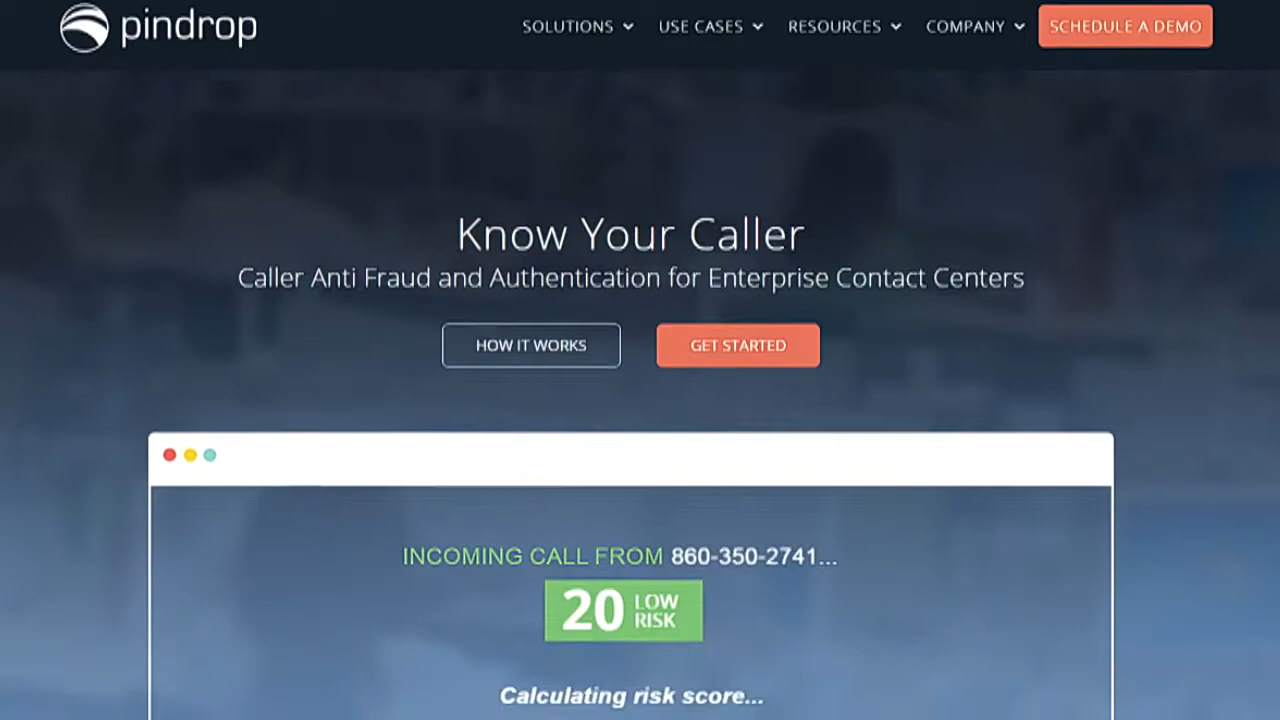 pindrop
SOLUTIONS
USE CASES
RESOURCES
COMPANY
SCHEDULE A DEMO
Know Your Caller
Caller Anti Fraud and Authentication for Enterprise Contact Centers
HOW IT WORKS
GET STARTED
INCOMING CALL FROM 860-350-2741...
20 LOW
RISK
Calculating risk score...